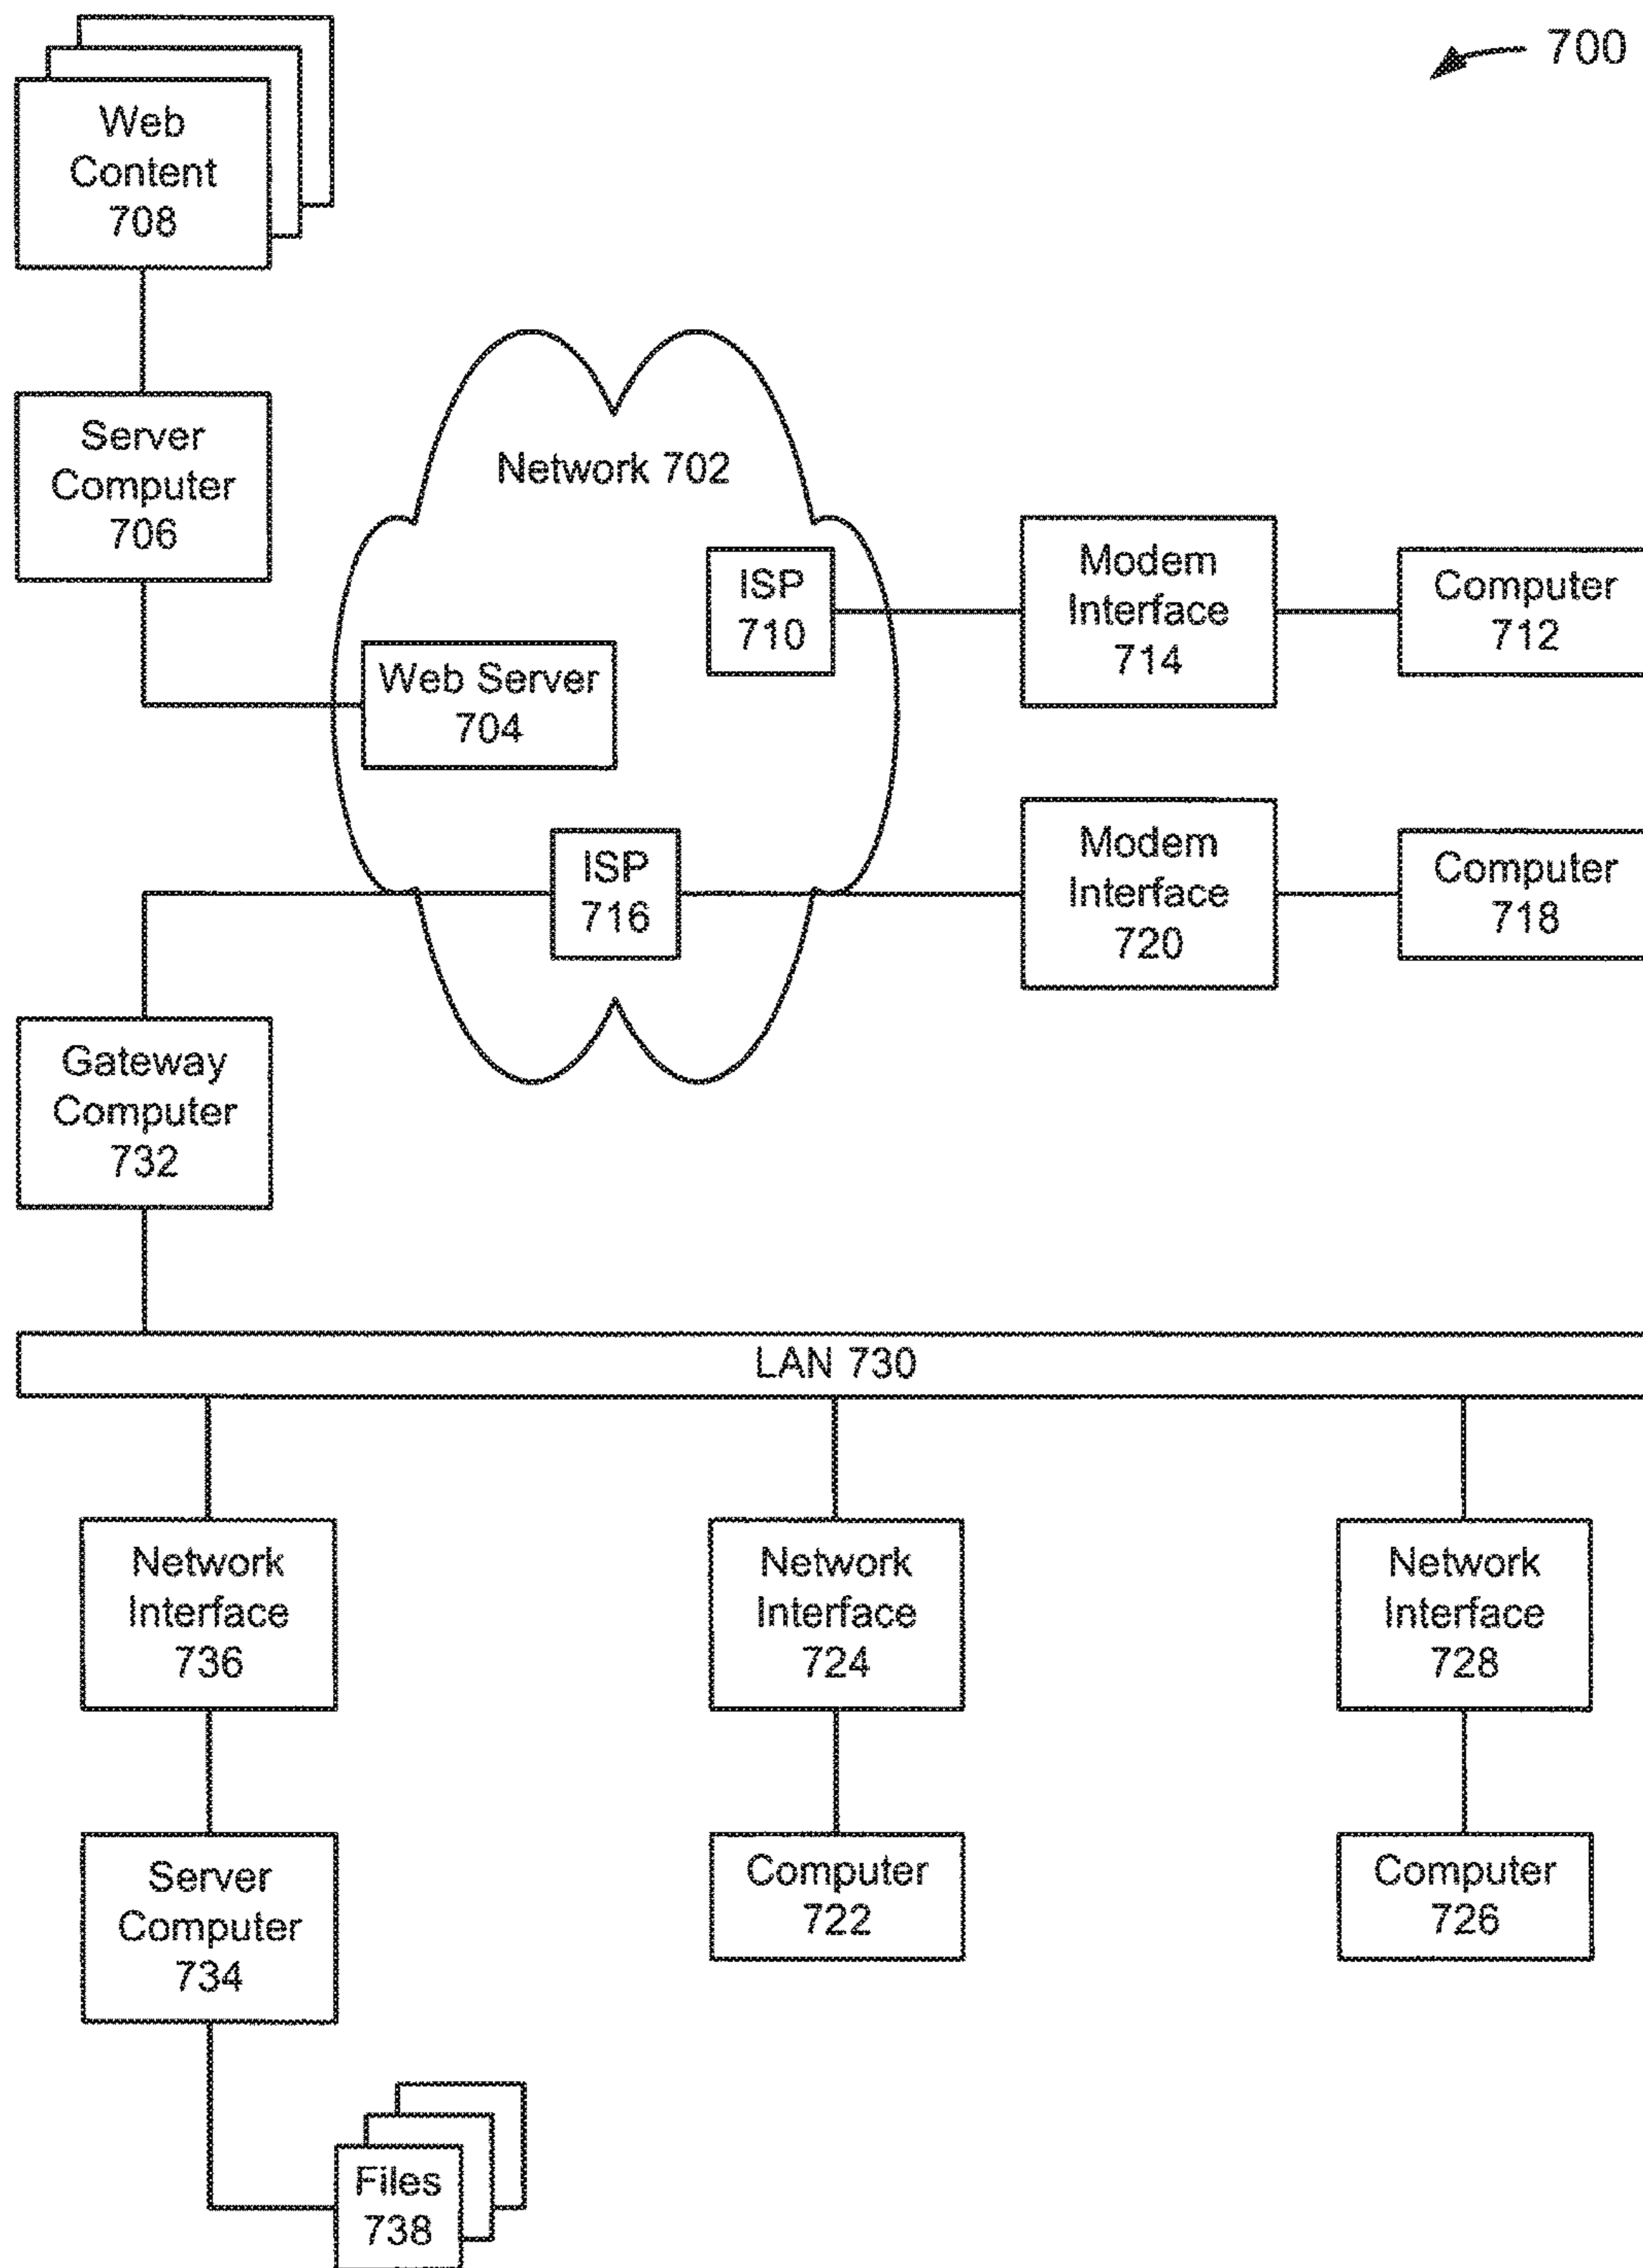 700
Web
Content
708
Server
Computer
706
Network 702
ISP
710
Modem
Interface
714
Computer
712
Web Server
704
ISP
716
Modem
Interface
720
Computer
718
Gateway
Computer
732
LAN 730
Network
Interface
736
Network
Interface
724
Network
Interface
728
Server
Computer
734
Computer
722
Computer
726
Files
738